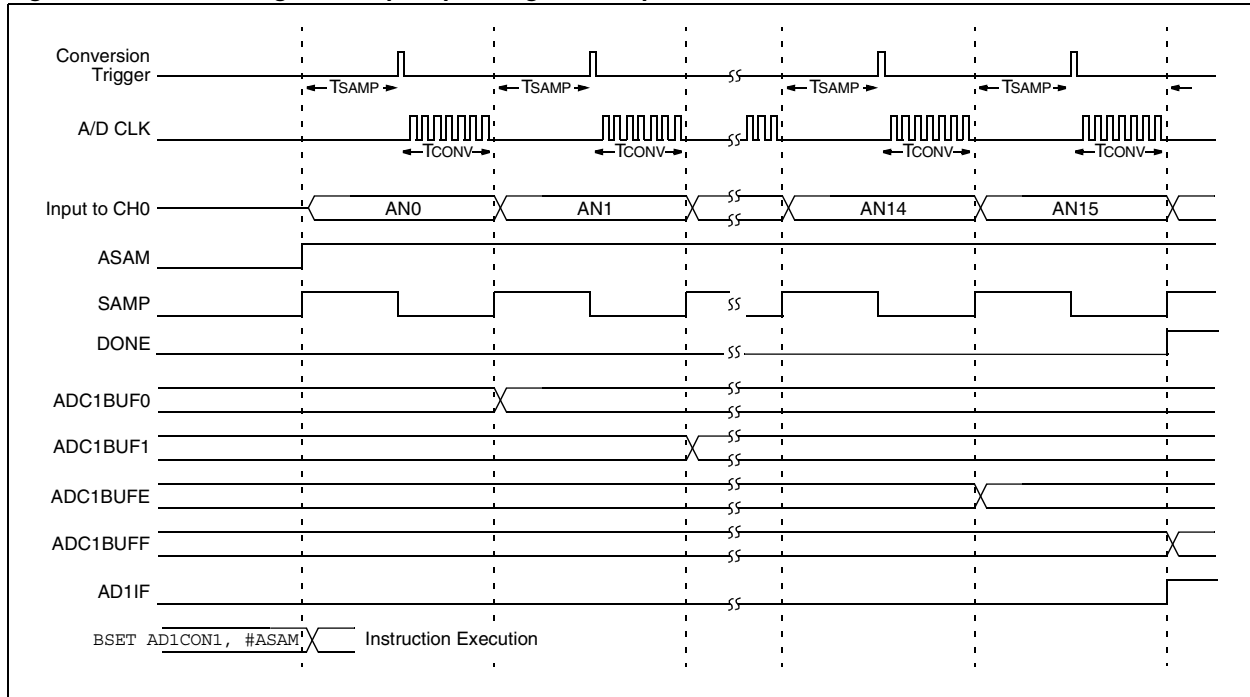 Conversion
Trigger
TSAMP TSAMP TSAMP TSAMP
A/D CLK
TCONV TCONV TCONV TCONV
Input to CH0 AN0 AN1 AN14 AN15
ASAM
SAMP
DONE
ADC1BUF0
ADC1BUF1
ADC1BUFE
ADC1BUFF
AD1IF
BSET AD1CON1, #ASAM Instruction Execution